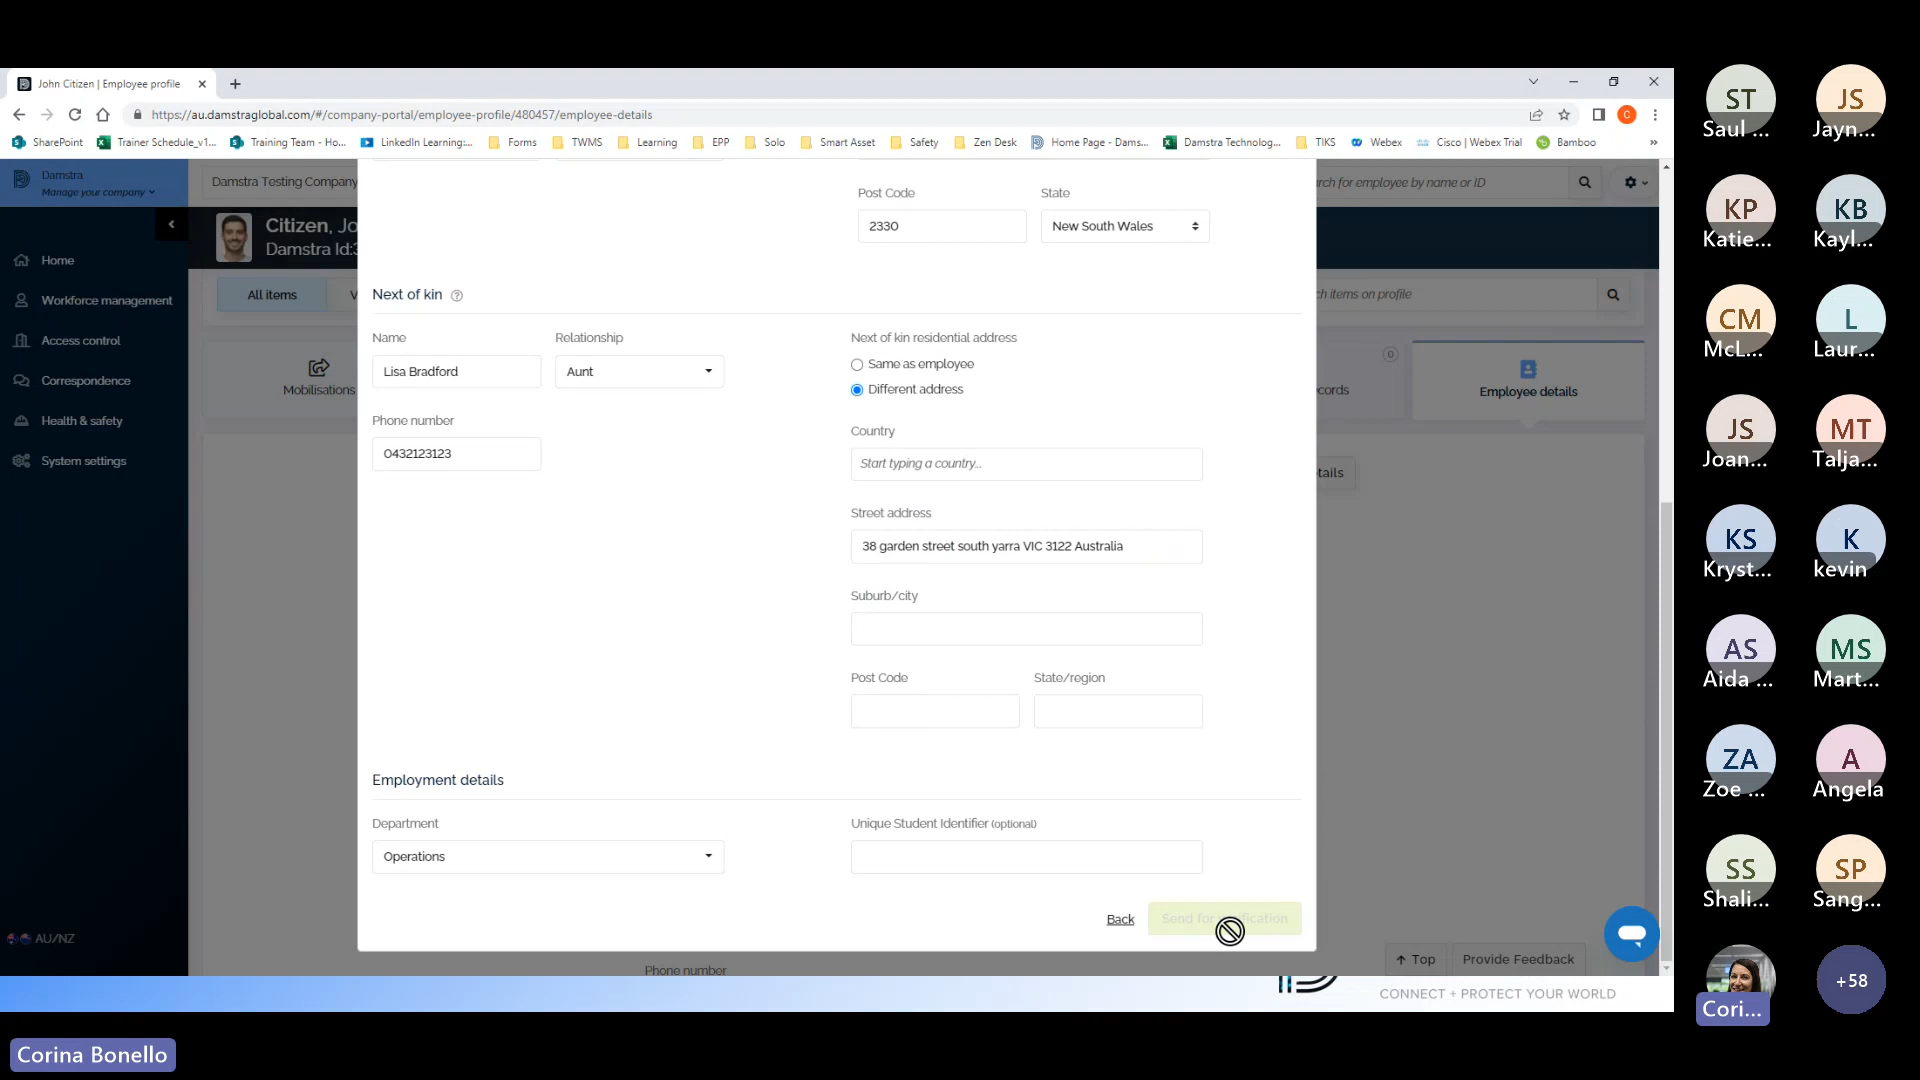 John Citizen | Employee profile
https://au.damstraglobal.com/#/company-portal/employee-profile/480457/employee-details
SharePoint
Trainer Schedule_v1...
Training Team - Ho...
LinkedIn Learning:...
Forms
TWMS
Learning
EPP
Solo
Smart Asset
Safety
Zen Desk
Home Page - Dams...
Damstra Technolog...
TIKS
Webex
Cisco | Webex Trial
Bamboo
Damstra
Manage your company
Damstra Testing Company
rch for employee by name or ID
Citizen, Jo
Damstra Id:3
Home
Workforce management
Access control
Correspondence
Health & safety
System settings
AU/NZ
All items
V
ch items on profile
Mobilisations
0
cords
Employee details
tails
Post Code
State
2330
New South Wales
Next of kin
Name
Relationship
Lisa Bradford
Aunt
Phone number
0432123123
Next of kin residential address
Same as employee
Different address
Country
Start typing a country...
Street address
38 garden street south yarra VIC 3122 Australia
Suburb/city
Post Code
State/region
Employment details
Department
Operations
Unique Student Identifier (optional)
Back
Send for verification
Phone number
Top
Provide Feedback
CONNECT + PROTECT YOUR WORLD
Corina Bonello
ST
Saul ...
JS
Jayn...
KP
Katie...
KB
Kayl...
CM
McL...
L
Laur...
JS
Joan...
MT
Talja...
KS
Kryst...
K
kevin
AS
Aida ...
MS
Mart...
ZA
Zoe ...
A
Angela
SS
Shali...
SP
Sang...
Cori...
+58
C